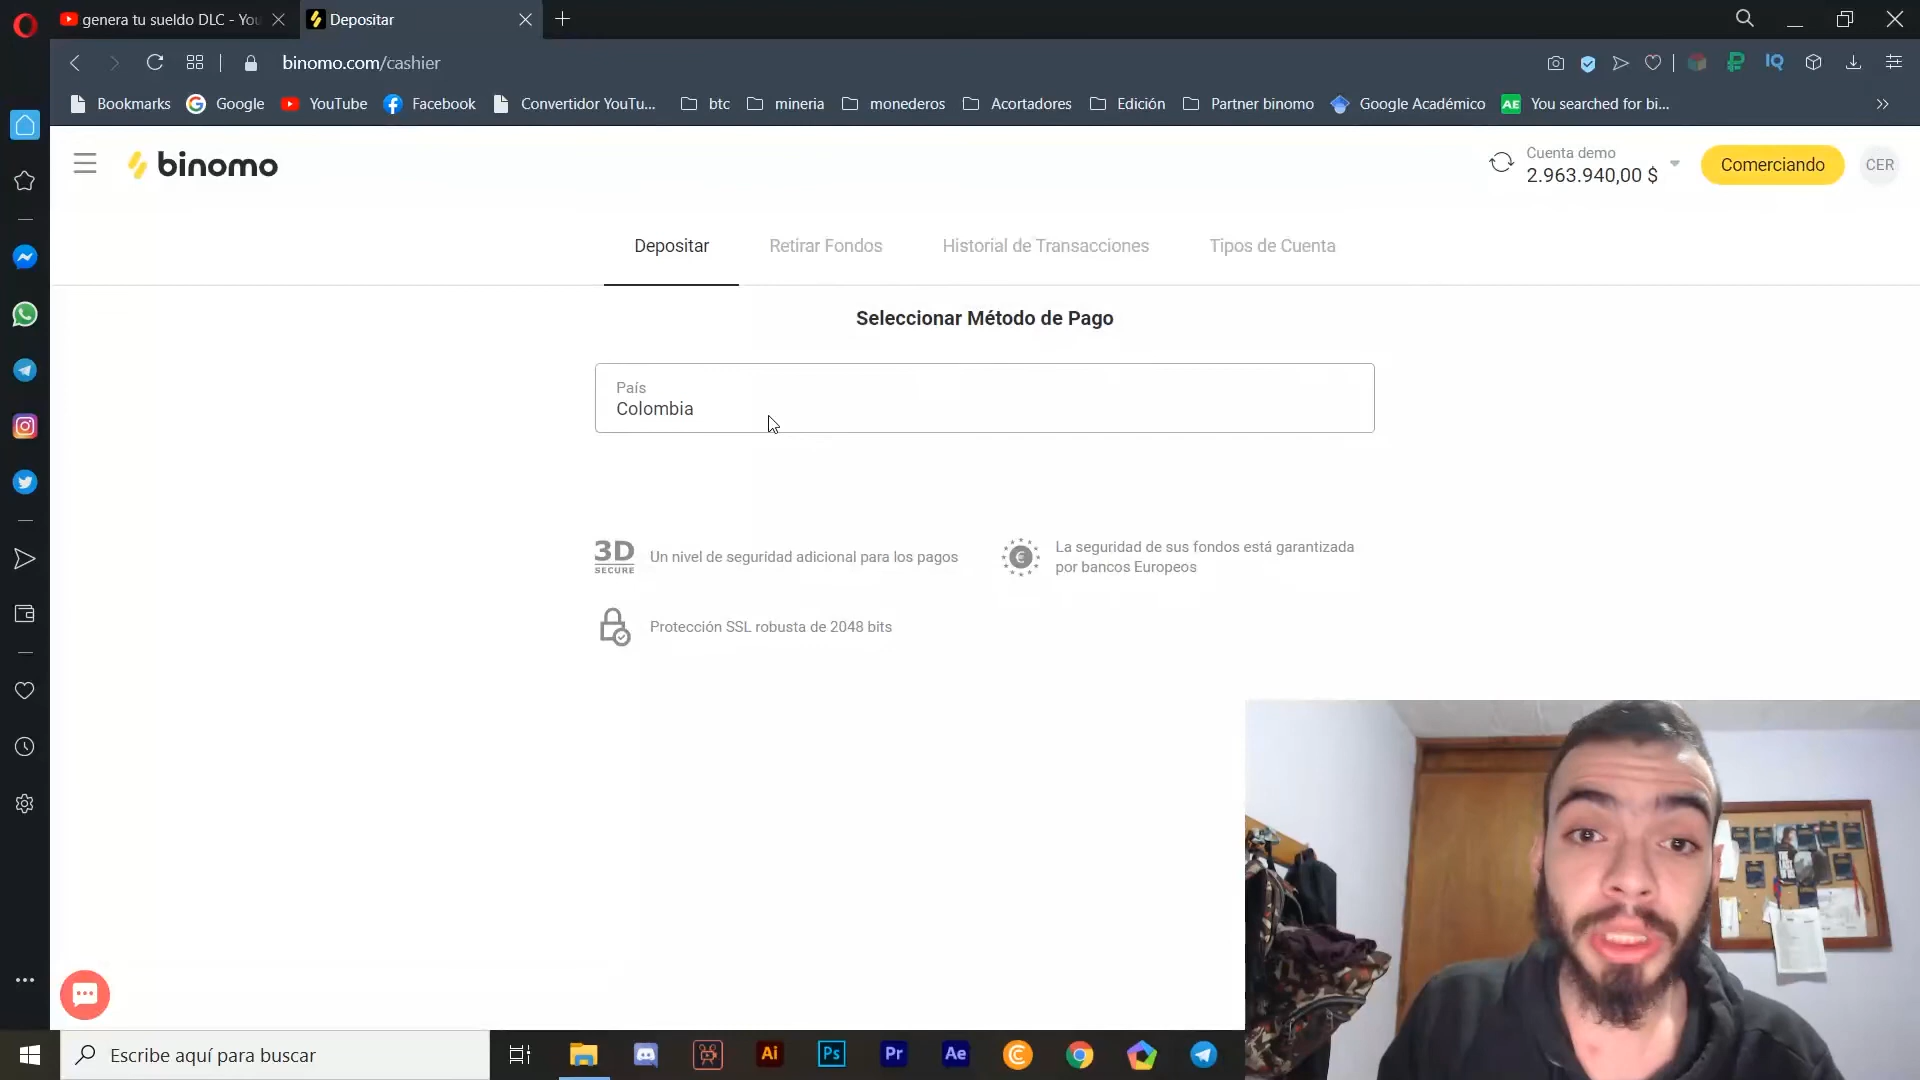 genera tu sueldo DLC - You
Depositar
binomo.com/cashier
Bookmarks
Google
YouTube
Facebook
Convertidor YouTu...
btc
mineria
monederos
Acortadores
Edición
Partner binomo
Google Académico
AE
You searched for bi...
IQ
binomo
Cuenta demo
2.963.940,00 $
Comerciando
CER
Depositar
Retirar Fondos
Historial de Transacciones
Tipos de Cuenta
Seleccionar Método de Pago
País
Colombia
3D
SECURE
Un nivel de seguridad adicional para los pagos
€
La seguridad de sus fondos está garantizada
por bancos Europeos
Protección SSL robusta de 2048 bits
Escribe aquí para buscar
Ai
Ps
Pr
Ae